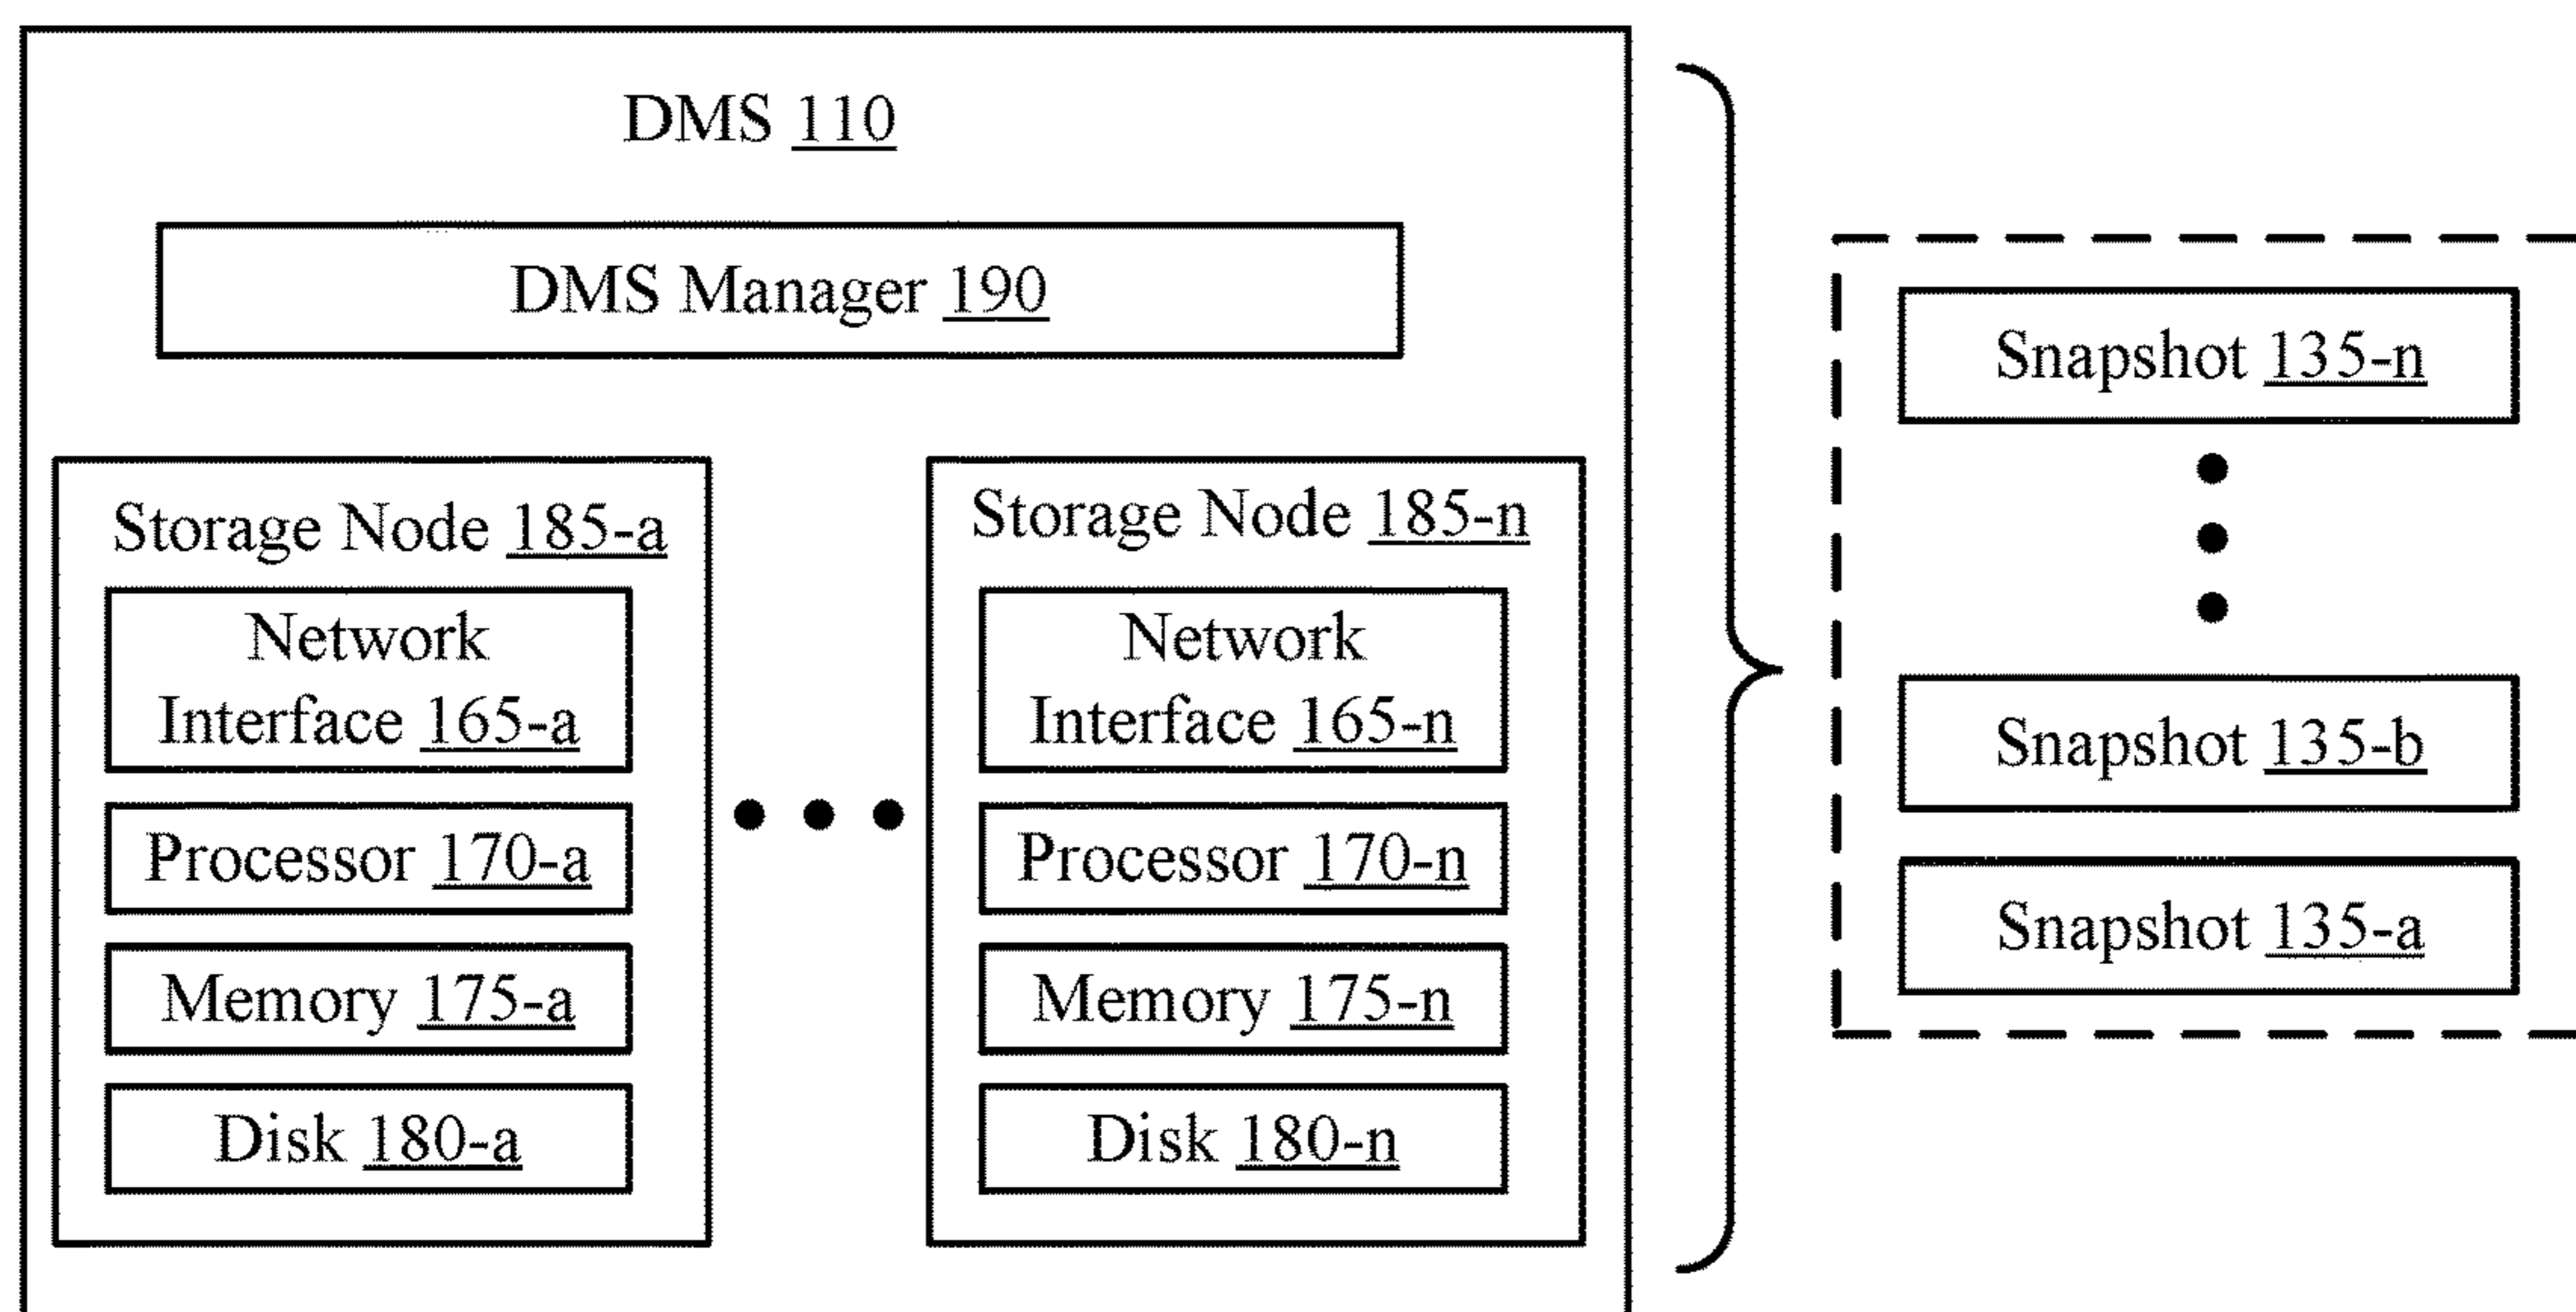 DMS 110
DMS Manager 190
Storage Node 185-a
Network
Interface 165-a
Processor 170-a
Memory 175-a
Disk 180-a
Storage Node 185-n
Network
Interface 165-n
Processor 170-n
Memory 175-n
Disk 180-n
Snapshot 135-n
Snapshot 135-b
Snapshot 135-a